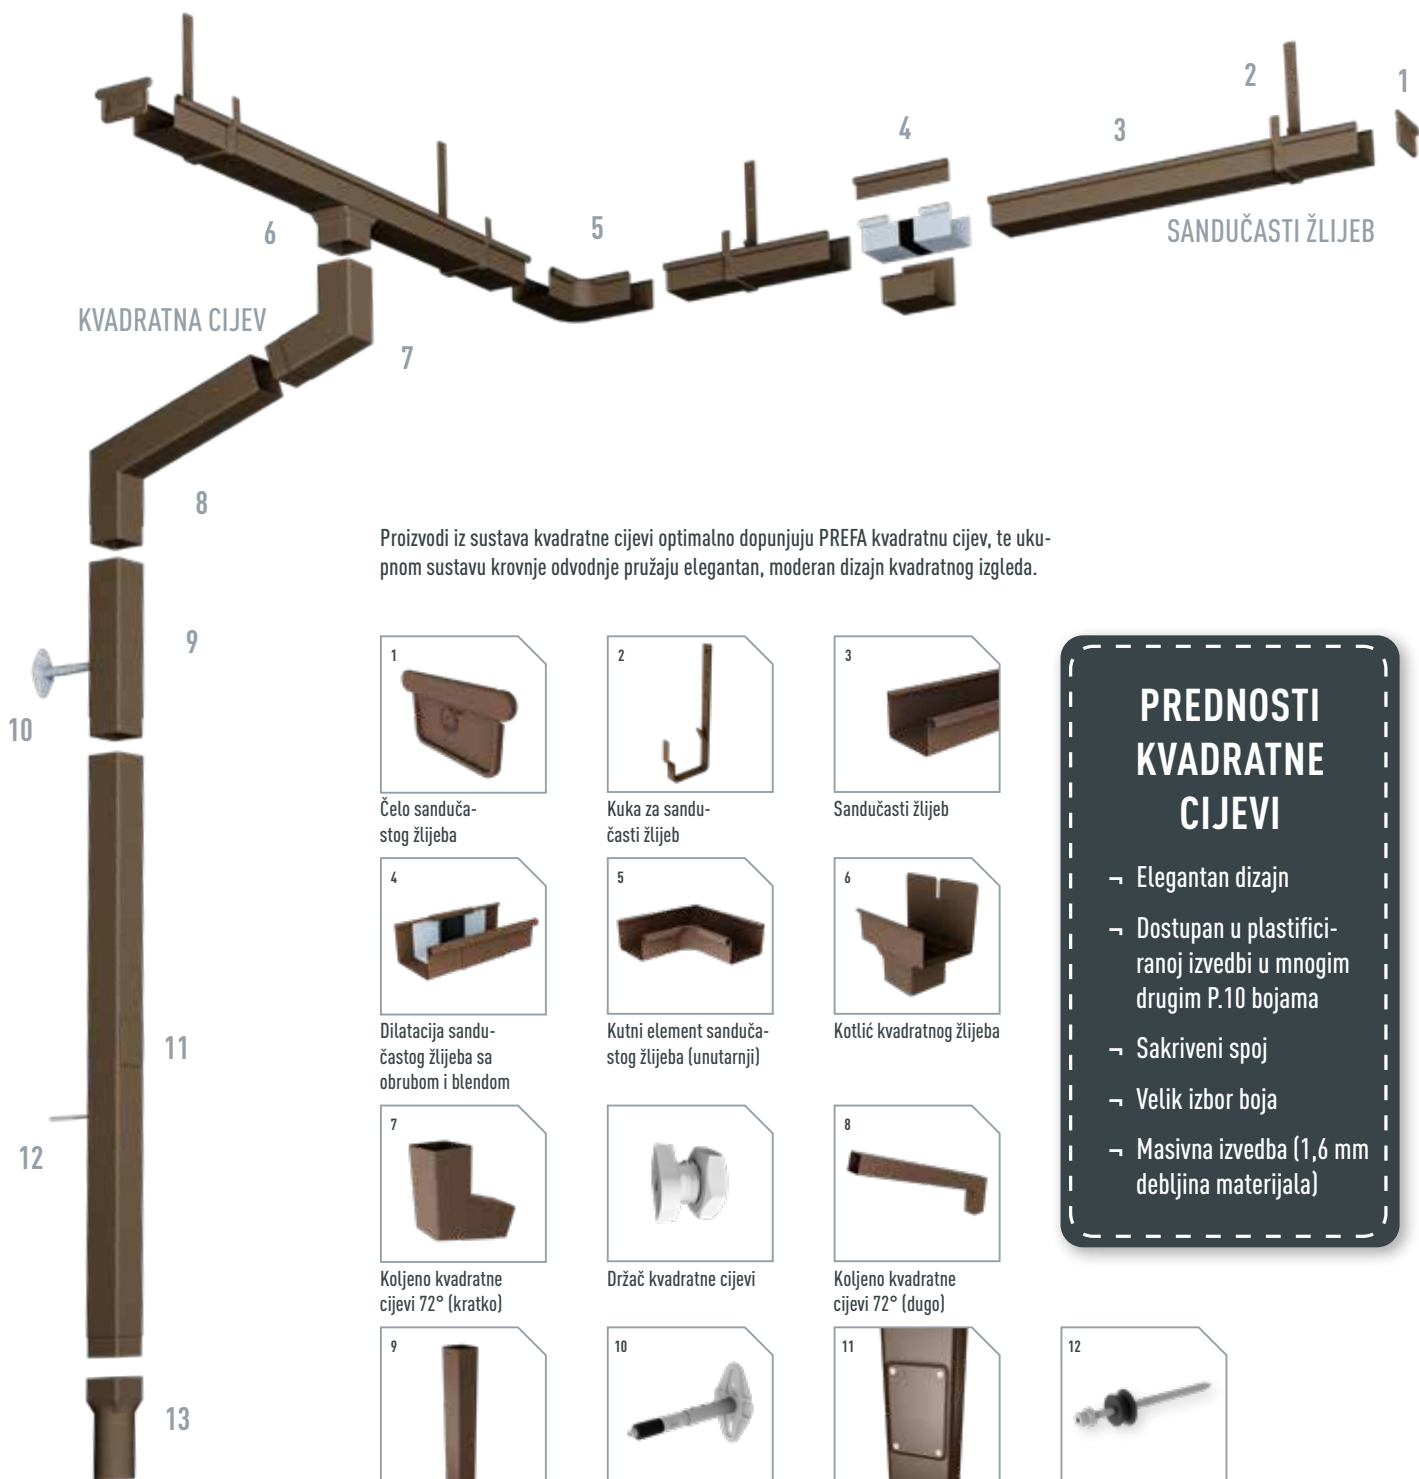 2
1
4
3
5
6
SANDUČASTI ŽLIJEB
KVADRATNA CIJEV
7
8
Proizvodi iz sustava kvadratne cijevi optimalno dopunjuju PREFA kvadratnu cijev, te uku-
pnom sustavu krovnje odvodnje pružaju elegantan, moderan dizajn kvadratnog izgleda.
9
10
11
12
13
1
Čelo sanduča-
stog žlijeba
2
Kuka za sandu-
časti žlijeb
3
Sandučasti žlijeb
4
Dilatacija sandu-
častog žlijeba sa
obrubom i blendom
5
Kutni element sanduča-
stog žlijeba (unutarnji)
6
Kotlić kvadratnog žlijeba
7
Koljeno kvadratne
cijevi 72° (kratko)
Držač kvadratne cijevi
8
Koljeno kvadratne
cijevi 72° (dugo)
9
10
11
12
PREDNOSTI
KVADRATNE
CIJEVI
¬ Elegantan dizajn
¬ Dostupan u plastifici-
ranoj izvedbi u mnogim
drugim P.10 bojama
¬ Sakriveni spoj
¬ Velik izbor boja
¬ Masivna izvedba (1,6 mm
debljina materijala)